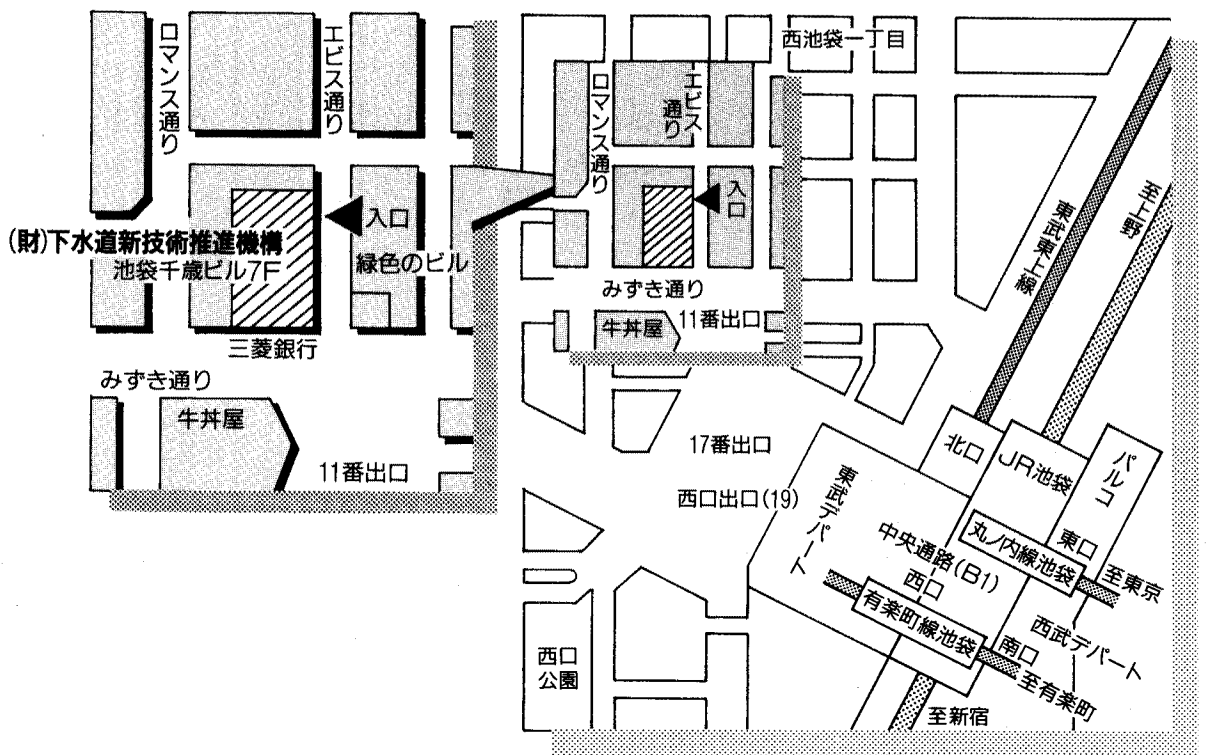 ロマンス通り
エビス通り
入口
(財)下水道新技術推進機構
池袋千歳ビル7F
緑色のビル
三菱銀行
みずき通り
牛丼屋
11番出口
西池袋一丁目
ロマンス通り
エビス
通り
入口
みずき通り
牛丼屋
11番出口
東武東上線
至上野
17番出口
西口出口(19)
東武デパート
北口
JR池袋
パルコ
中央通路(B1)
西口
丸ノ内線池袋
東口
至東京
有楽町線池袋
南口
西武デパート
至有楽町
至新宿
西口
公園